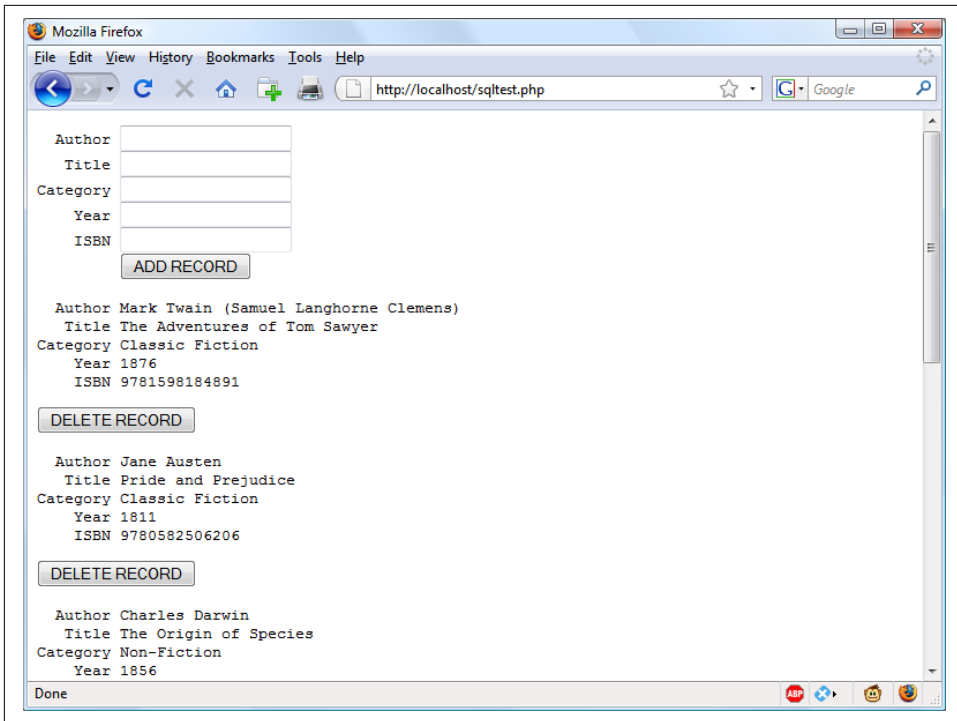 Mozilla Firefox
File Edit View History Bookmarks Tools Help
http://localhost/sqltest.php
G Google
Author
Title
Category
Year
ISBN
ADD RECORD
Author Mark Twain (Samuel Langhorne Clemens)
Title The Adventures of Tom Sawyer
Category Classic Fiction
Year 1876
ISBN 9781598184891
DELETE RECORD
Author Jane Austen
Title Pride and Prejudice
Category Classic Fiction
Year 1811
ISBN 9780582506206
DELETE RECORD
Author Charles Darwin
Title The Origin of Species
Category Non-Fiction
Year 1856
Done
ABP